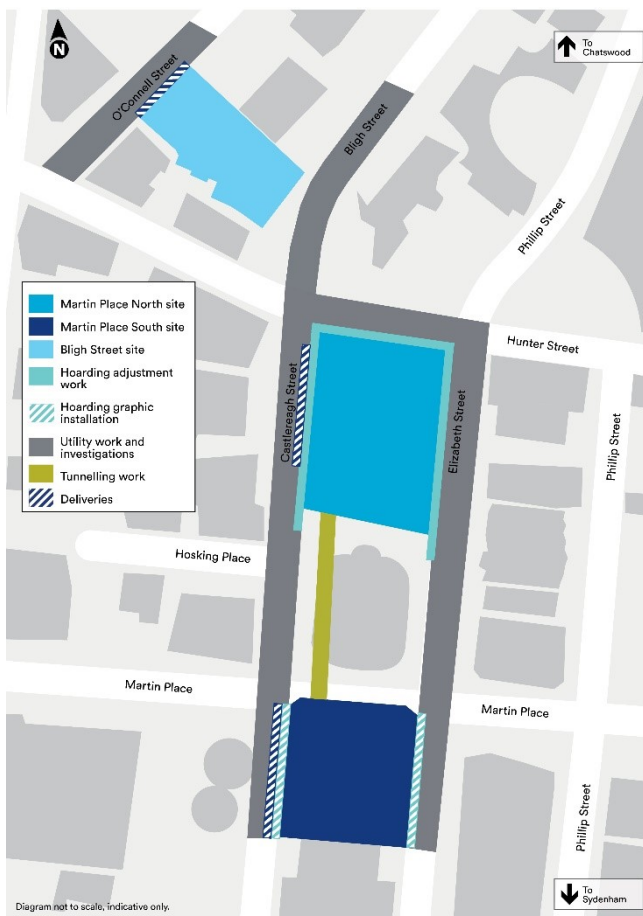 N
To
Chatswood
O'Connell Street
Bligh Street
Phillip Street
Martin Place North site
Martin Place South site
Bligh Street site
Hoarding adjustment
work
Hoarding graphic
installation
Utility work and
investigations
Tunnelling work
Deliveries
Hunter Street
Castlereagh Street
Elizabeth Street
Phillip Street
Hosking Place
Martin Place
Martin Place
Phillip Street
To
Sydenham
Diagram not to scale, indicative only.